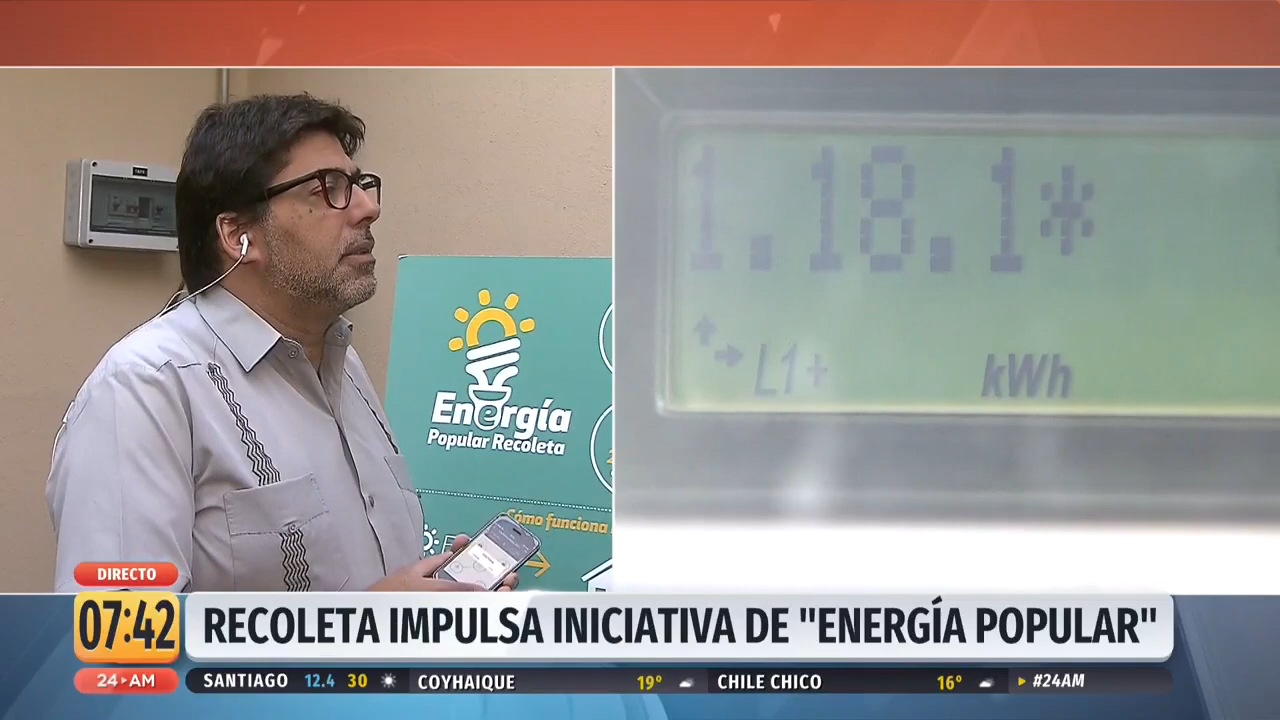 1.18.1*
L1+
kWh
Energía
Popular Recoleta
Cómo funciona
DIRECTO
07:42
RECOLETA IMPULSA INICIATIVA DE "ENERGÍA POPULAR"
24 AM
SANTIAGO 12.4 30 COYHAIQUE 19° CHILE CHICO 16° #24AM